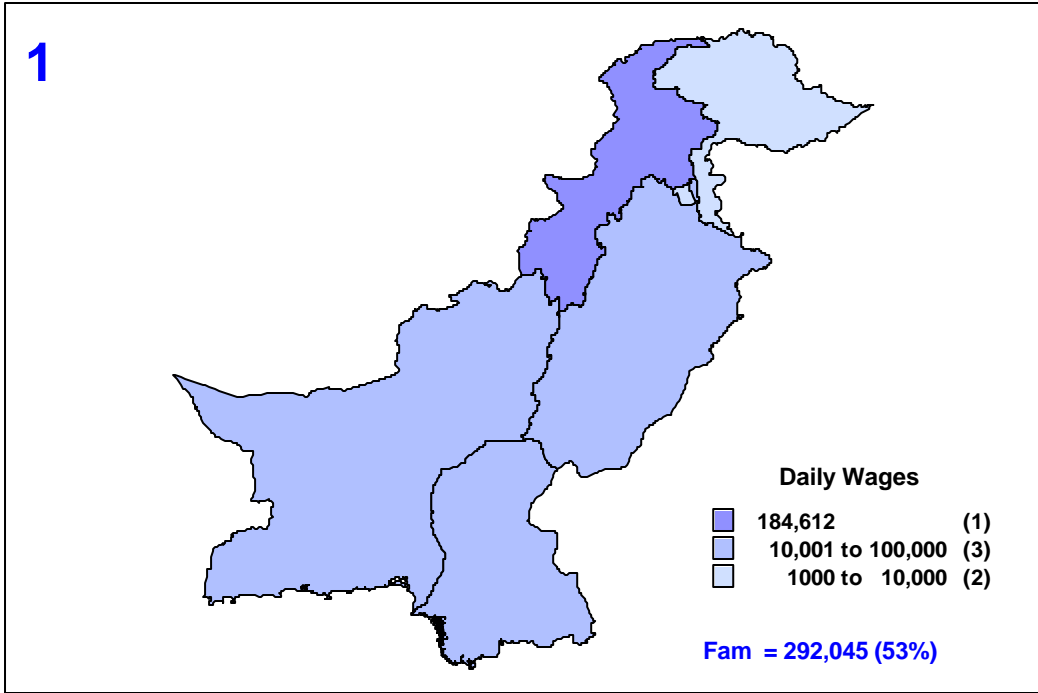 1
Daily Wages
184,612 (1)
10,001 to 100,000 (3)
1000 to 10,000 (2)
Fam = 292,045 (53%)